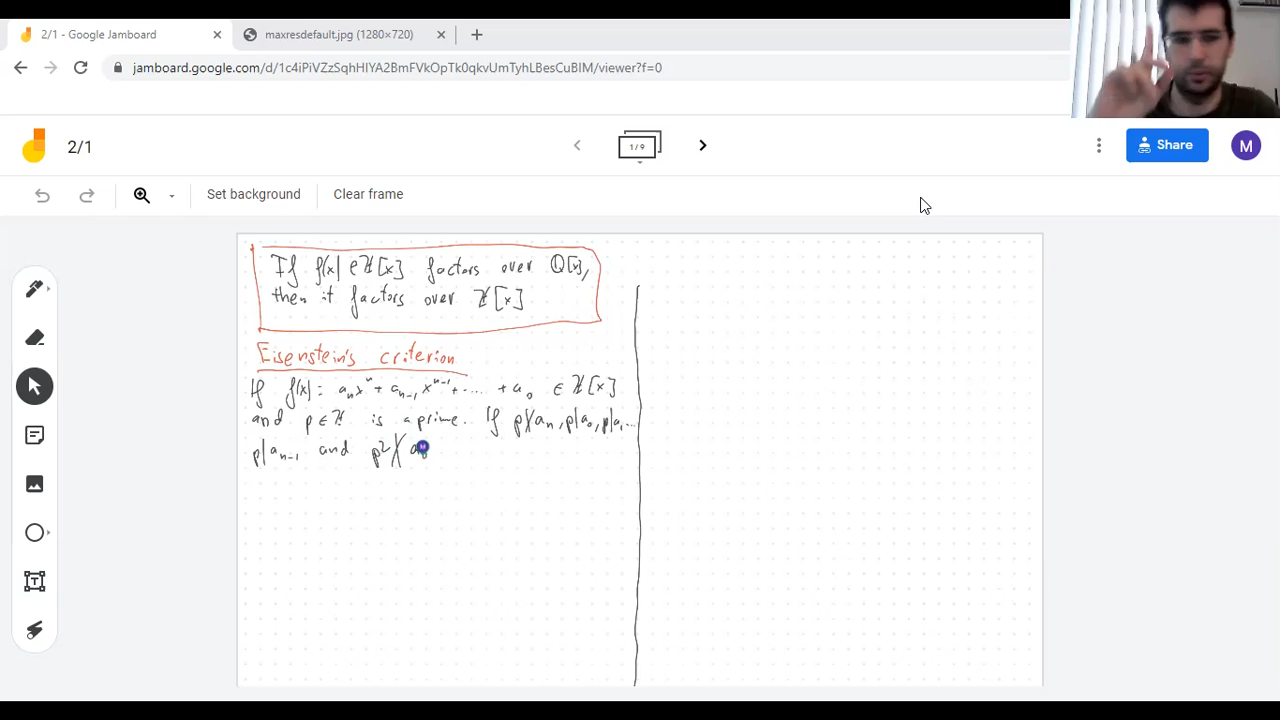 2/1 - Google Jamboard
maxresdefault.jpg (1280×720)
jamboard.google.com/d/1c4iPiVZzSqhHIYA2BmFVkOpTk0qkvUmTyhLBesCuBIM/viewer?f=0
2/1
1 / 9
Share
M
Set background
Clear frame
If f(x) ∈ ℤ[x] factors over ℚ[x],
then it factors over ℤ[x]
Eisenstein's criterion
If f(x) = aₙxⁿ + aₙ₋₁xⁿ⁻¹ + .... + a₀ ∈ ℤ[x]
and p ∈ ℤ is a prime. If p∤aₙ, p|a₀, p|a₁ ...
p|aₙ₋₁ and p²∤a
M